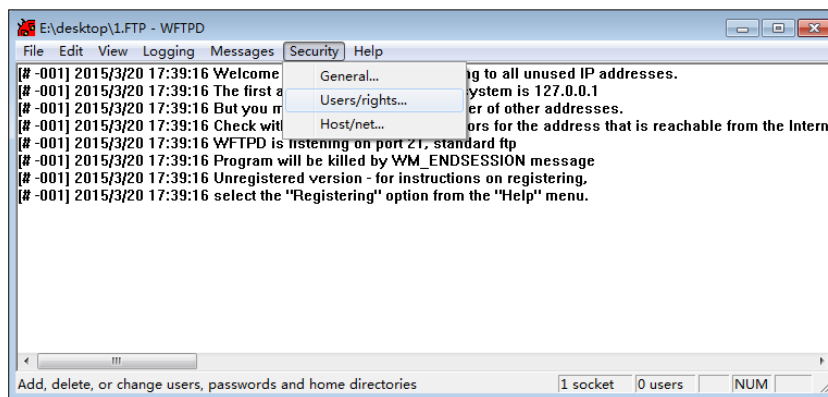 E:\desktop\1.FTP - WFTPD
File Edit View Logging Messages Security Help
General...
Users/rights...
Host/net...
[# -001] 2015/3/20 17:39:16 Welcome ng to all unused IP addresses.
[# -001] 2015/3/20 17:39:16 The first a ystem is 127.0.0.1
[# -001] 2015/3/20 17:39:16 But you m er of other addresses.
[# -001] 2015/3/20 17:39:16 Check wit ors for the address that is reachable from the Intern
[# -001] 2015/3/20 17:39:16 WFTPD is listening on port 21, standard ftp
[# -001] 2015/3/20 17:39:16 Program will be killed by WM_ENDSESSION message
[# -001] 2015/3/20 17:39:16 Unregistered version - for instructions on registering,
[# -001] 2015/3/20 17:39:16 select the "Registering" option from the "Help" menu.
Add, delete, or change users, passwords and home directories 1 socket 0 users NUM